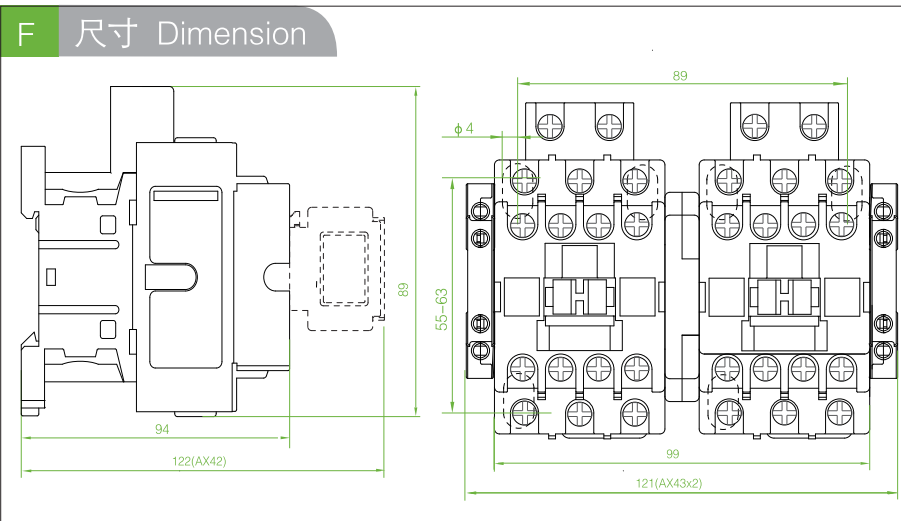 F 尺寸 Dimension
89
ϕ4
89
55-63
94
122(AX42)
99
121(AX43x2)